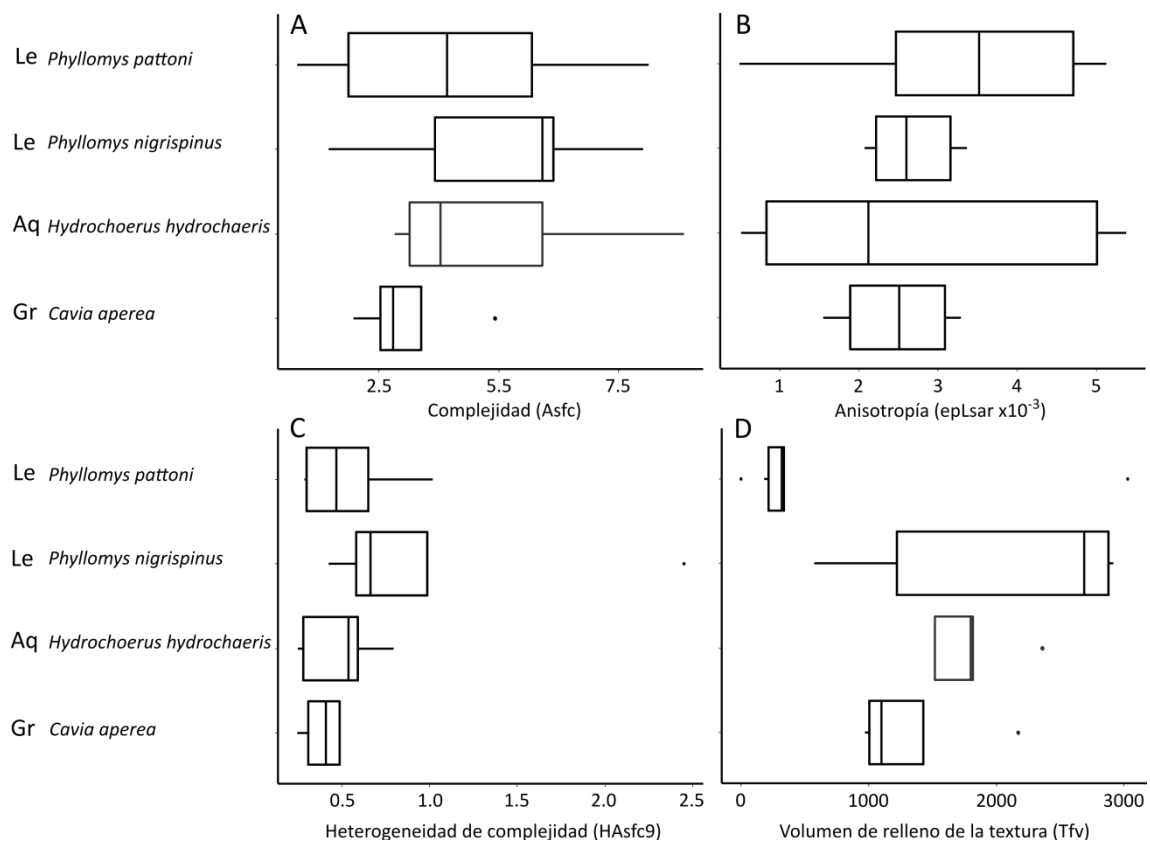 A
B
Le Phyllomys pattoni
Le Phyllomys nigrispinus
Aq Hydrochoerus hydrochaeris
Gr Cavia aperea
2.5 5.5 7.5
Complejidad (Asfc)
1 2 3 4 5
Anisotropía (epLsar x10⁻³)
C
D
Le Phyllomys pattoni
Le Phyllomys nigrispinus
Aq Hydrochoerus hydrochaeris
Gr Cavia aperea
0.5 1.0 1.5 2.0 2.5
Heterogeneidad de complejidad (HAsfc9)
0 1000 2000 3000
Volumen de relleno de la textura (Tfv)